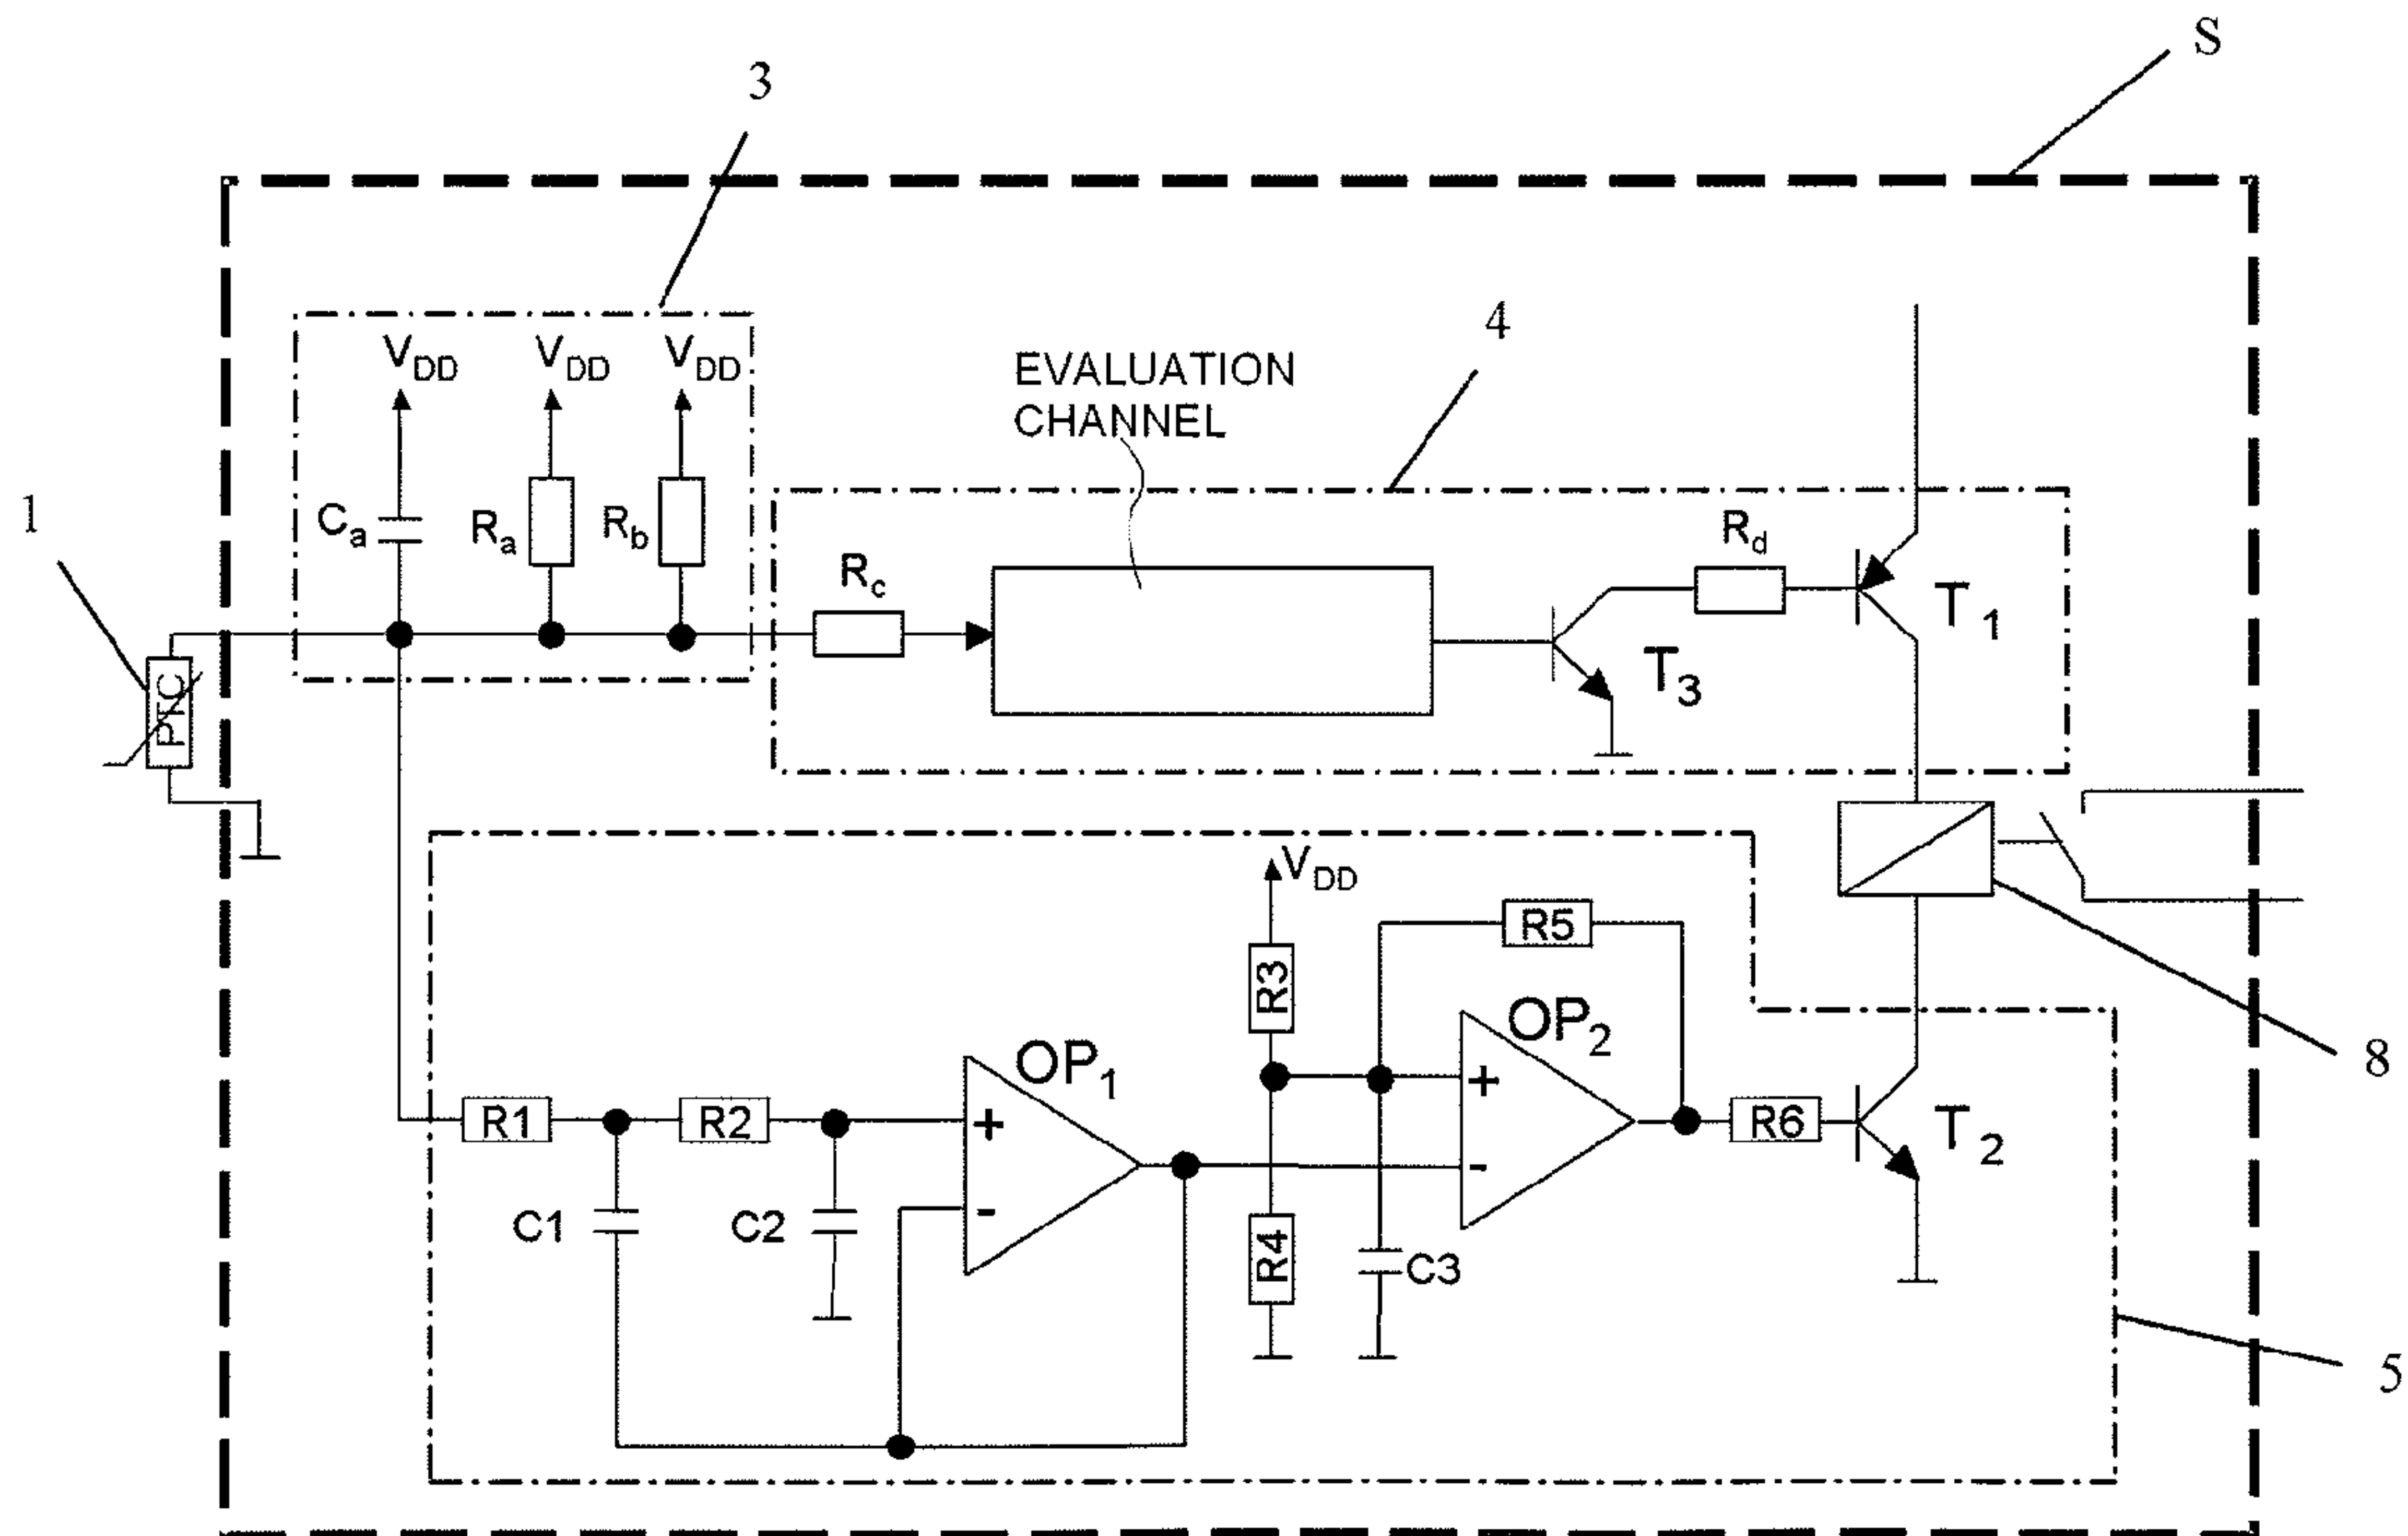 S
3
4
V_DD V_DD V_DD
EVALUATION
CHANNEL
1
C_a R_a R_b
R_c
R_d
T_1
T_3
PTC
V_DD
R5
R3
OP_2
OP_1
8
R1 R2
+
+
-
-
R6
T_2
C1 C2
R4
C3
5